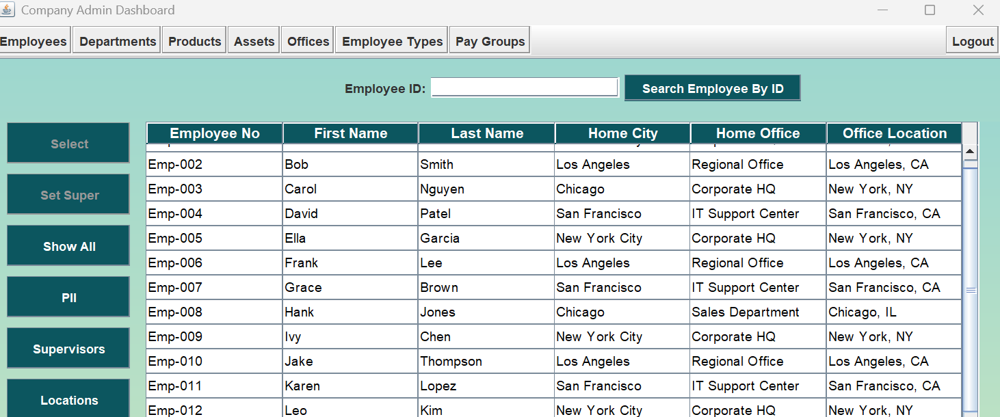 Company Admin Dashboard
Employees Departments Products Assets Offices Employee Types Pay Groups Logout
Employee ID: Search Employee By ID
Select
Set Super
Show All
PII
Supervisors
Locations
Employee No First Name Last Name Home City Home Office Office Location
Emp-002 Bob Smith Los Angeles Regional Office Los Angeles, CA
Emp-003 Carol Nguyen Chicago Corporate HQ New York, NY
Emp-004 David Patel San Francisco IT Support Center San Francisco, CA
Emp-005 Ella Garcia New York City Corporate HQ New York, NY
Emp-006 Frank Lee Los Angeles Regional Office Los Angeles, CA
Emp-007 Grace Brown San Francisco IT Support Center San Francisco, CA
Emp-008 Hank Jones Chicago Sales Department Chicago, IL
Emp-009 Ivy Chen New York City Corporate HQ New York, NY
Emp-010 Jake Thompson Los Angeles Regional Office Los Angeles, CA
Emp-011 Karen Lopez San Francisco IT Support Center San Francisco, CA
Emp-012 Leo Kim New York City Corporate HQ New York, NY